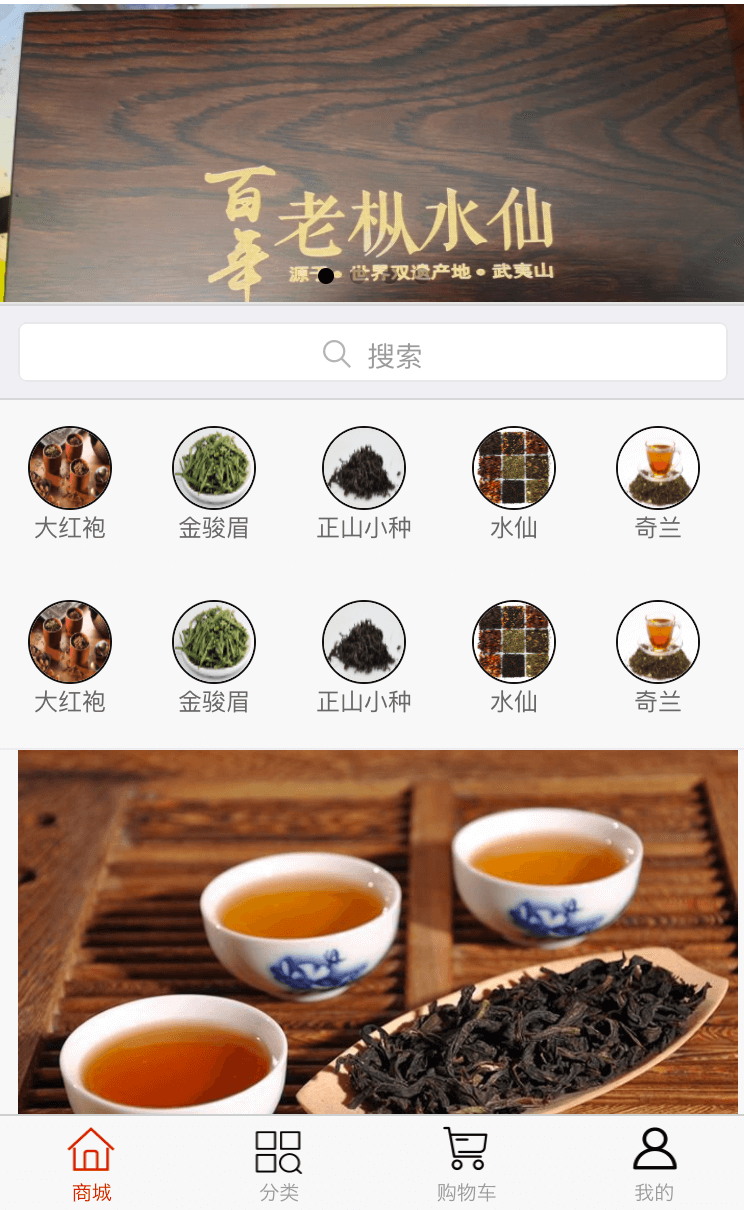 百年
老枞水仙
源于•世界双遗产地•武夷山
搜索
大红袍 金骏眉 正山小种 水仙 奇兰
大红袍 金骏眉 正山小种 水仙 奇兰
商城 分类 购物车 我的